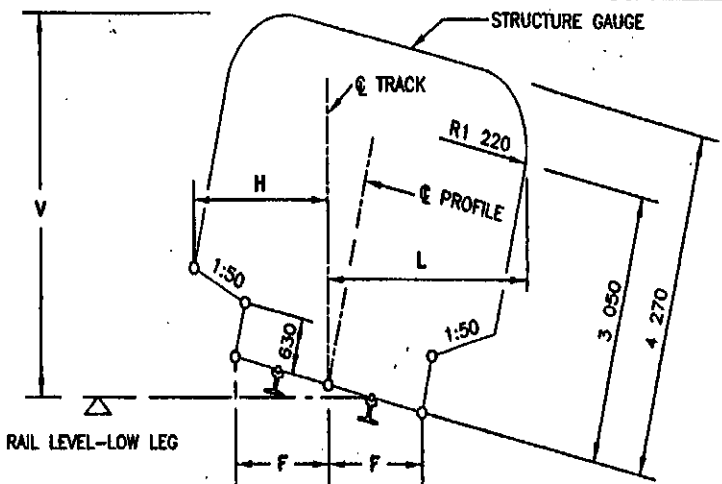 STRUCTURE GAUGE
℄ TRACK
R1 220
V
H
℄ PROFILE
L
1:50
1:50
630
3 050
4 270
RAIL LEVEL-LOW LEG
F
F